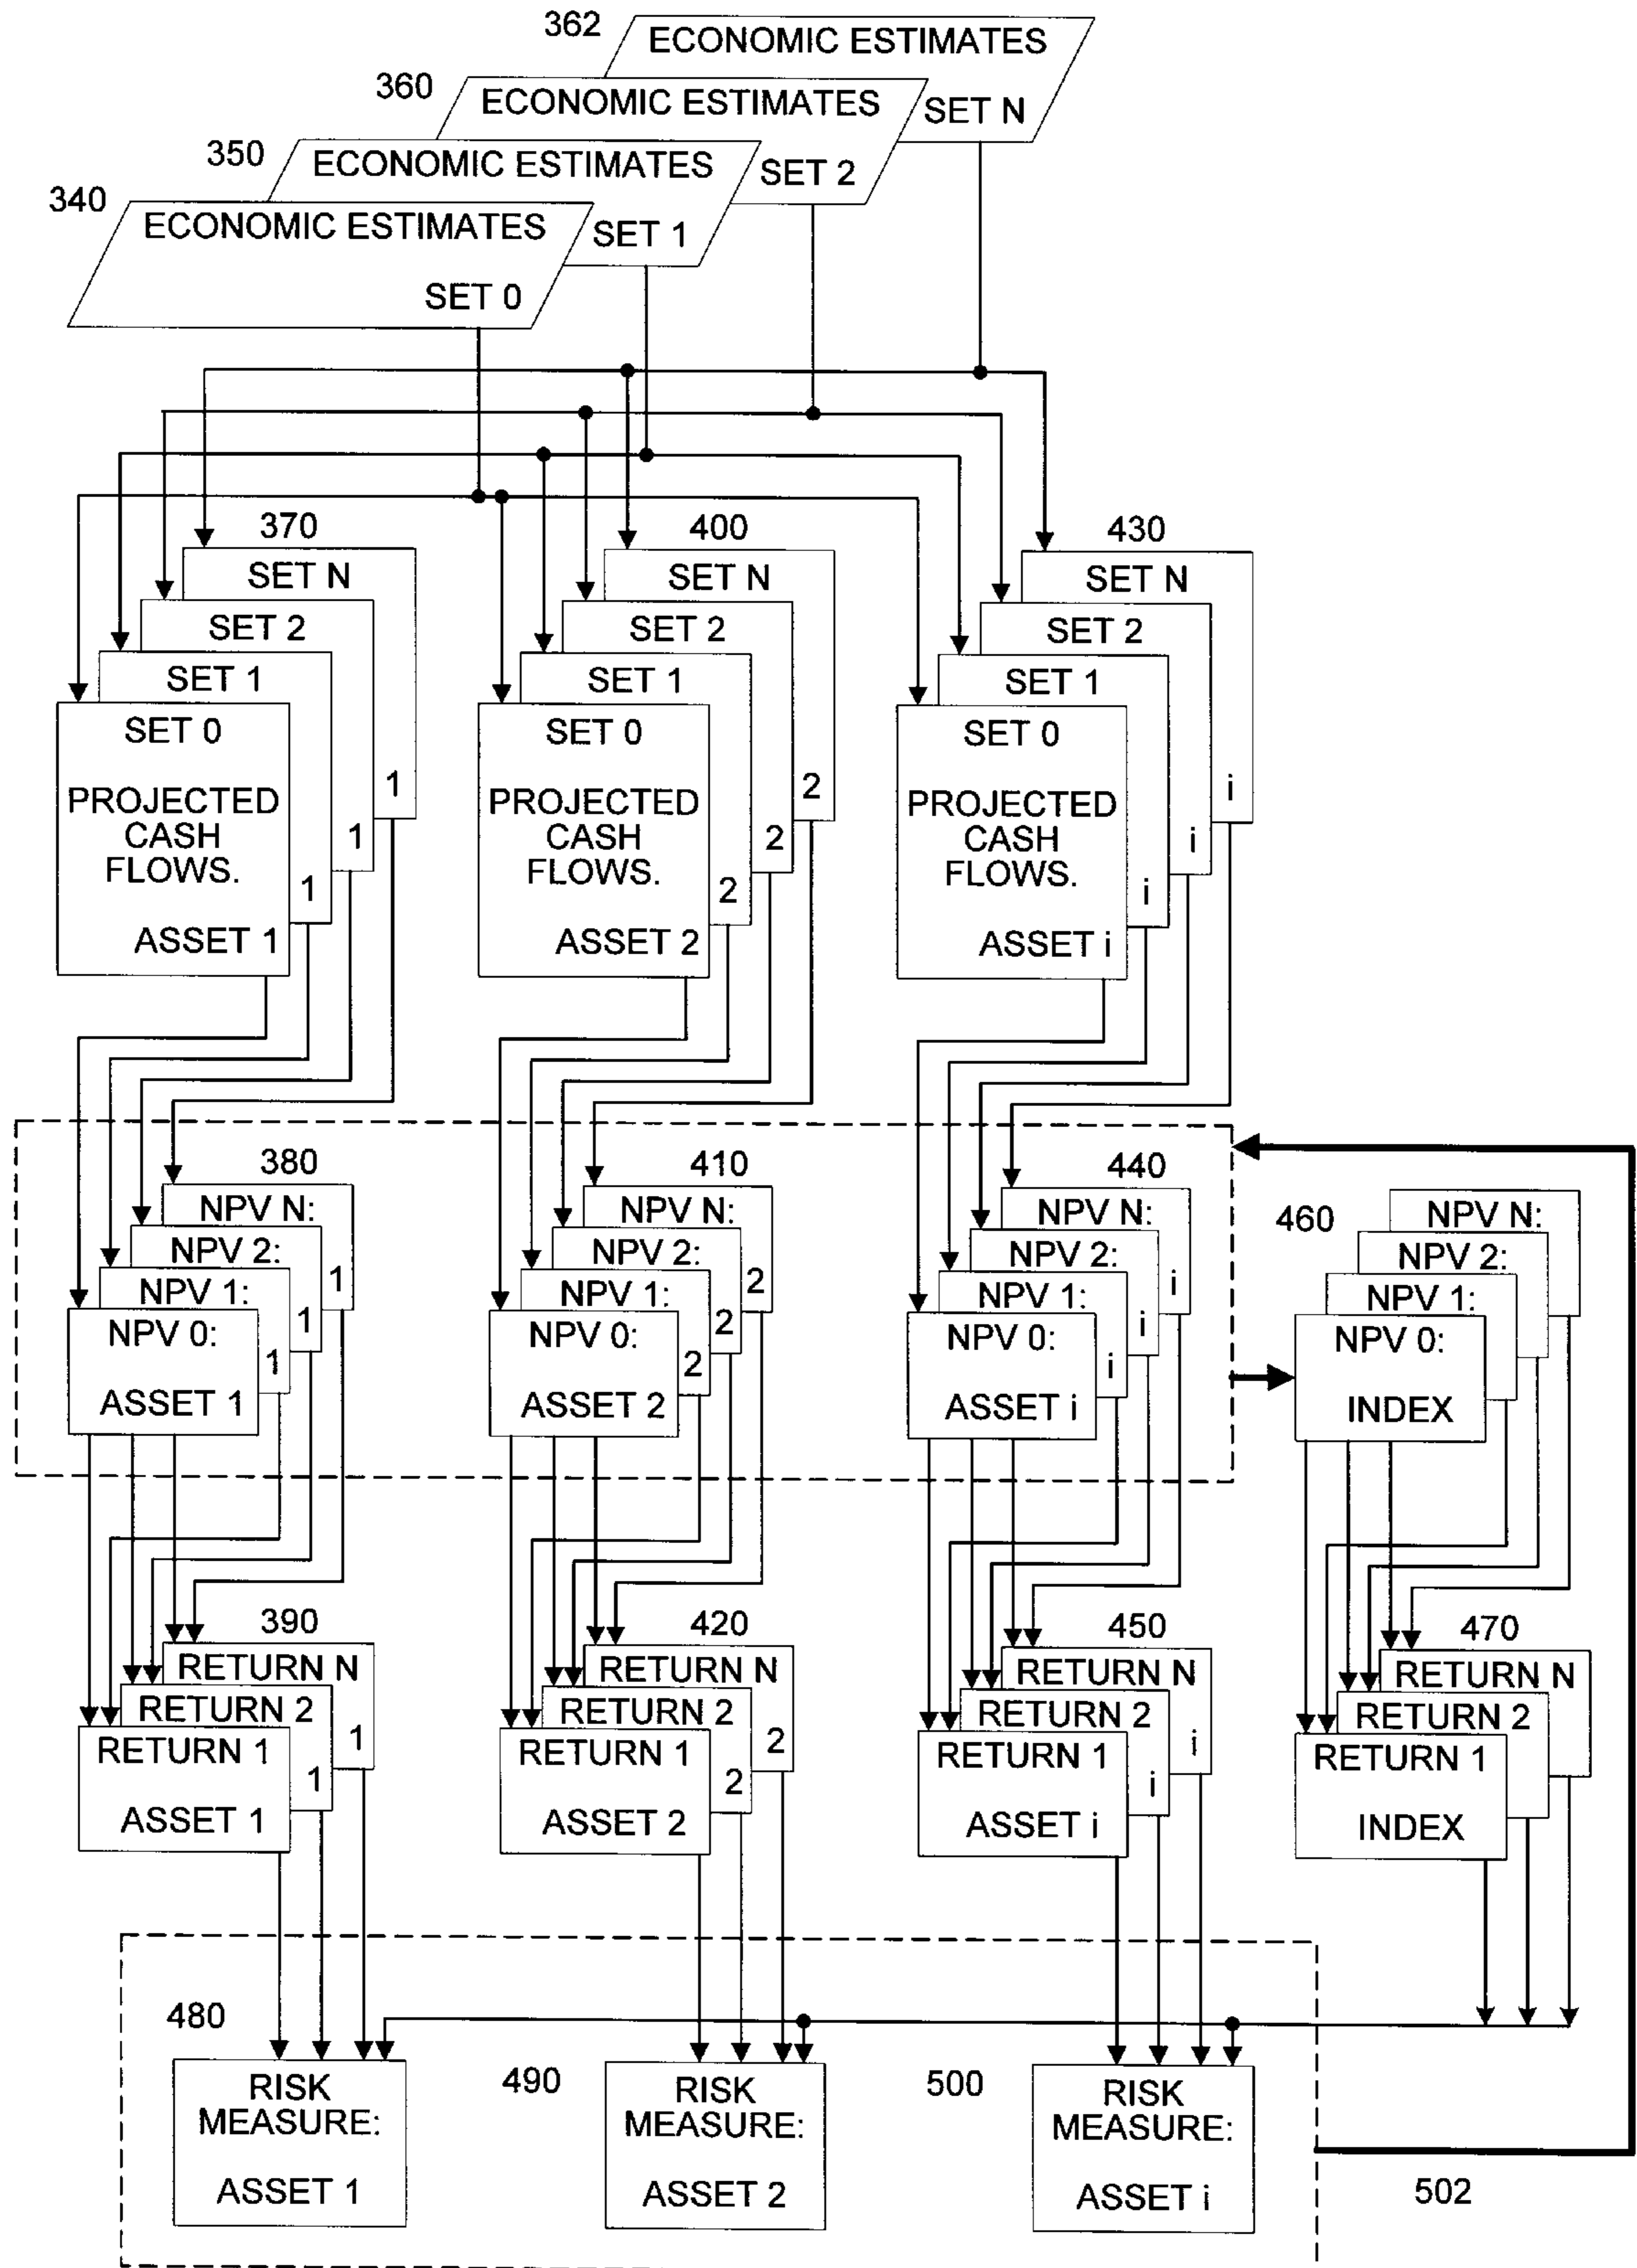 362
ECONOMIC ESTIMATES
SET N
360
ECONOMIC ESTIMATES
SET 2
350
ECONOMIC ESTIMATES
SET 1
340
ECONOMIC ESTIMATES
SET 0
370
SET N
SET 2
SET 1
SET 0
PROJECTED
CASH
FLOWS.
ASSET 1
1
1
1
400
SET N
SET 2
SET 1
SET 0
PROJECTED
CASH
FLOWS.
ASSET 2
2
2
2
430
SET N
SET 2
SET 1
SET 0
PROJECTED
CASH
FLOWS.
ASSET i
i
i
i
380
NPV N:
NPV 2:
NPV 1:
NPV 0:
ASSET 1
1
1
1
410
NPV N:
NPV 2:
NPV 1:
NPV 0:
ASSET 2
2
2
2
440
NPV N:
NPV 2:
NPV 1:
NPV 0:
ASSET i
i
i
i
460
NPV N:
NPV 2:
NPV 1:
NPV 0:
INDEX
390
RETURN N
RETURN 2
RETURN 1
ASSET 1
1
1
420
RETURN N
RETURN 2
RETURN 1
ASSET 2
2
2
450
RETURN N
RETURN 2
RETURN 1
ASSET i
i
i
470
RETURN N
RETURN 2
RETURN 1
INDEX
480
RISK
MEASURE:
ASSET 1
490
RISK
MEASURE:
ASSET 2
500
RISK
MEASURE:
ASSET i
502